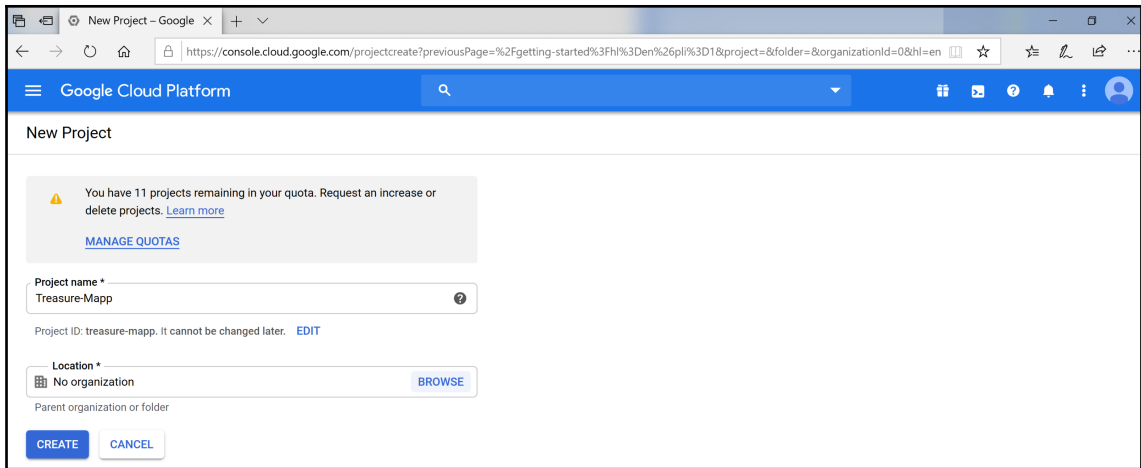 New Project – Google
https://console.cloud.google.com/projectcreate?previousPage=%2Fgetting-started%3Fhl%3Den%26pli%3D1&project=&folder=&organizationId=0&hl=en
Google Cloud Platform
New Project
You have 11 projects remaining in your quota. Request an increase or
delete projects. Learn more
MANAGE QUOTAS
Project name *
Treasure-Mapp
Project ID: treasure-mapp. It cannot be changed later. EDIT
Location *
No organization BROWSE
Parent organization or folder
CREATE CANCEL